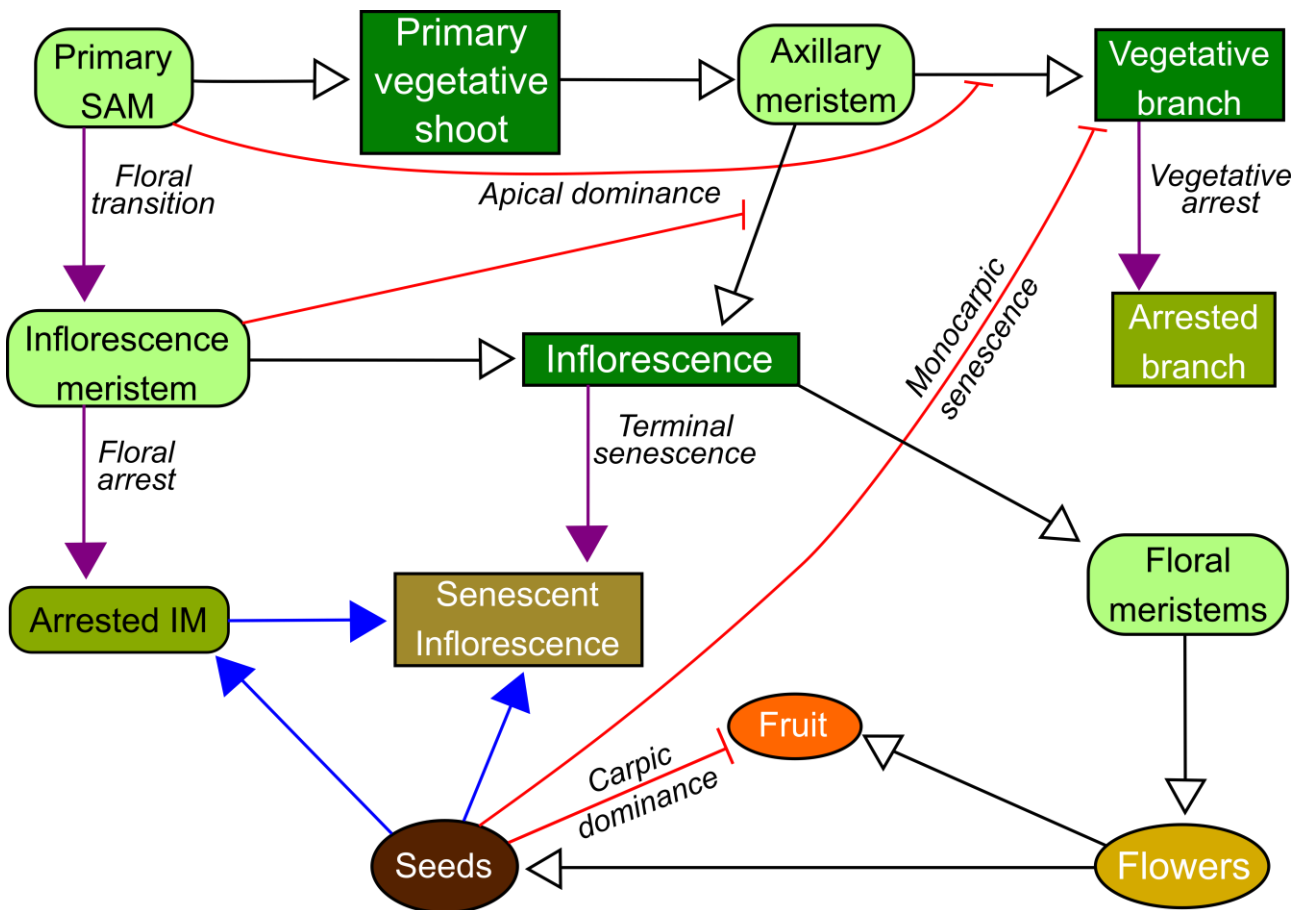 Primary
SAM
Primary
vegetative
shoot
Axillary
meristem
Vegetative
branch
Floral
transition
Apical dominance
Vegetative
arrest
Monocarpic
senescence
Inflorescence
meristem
Inflorescence
Arrested
branch
Floral
arrest
Terminal
senescence
Arrested IM
Senescent
Inflorescence
Floral
meristems
Fruit
Carpic
dominance
Seeds
Flowers